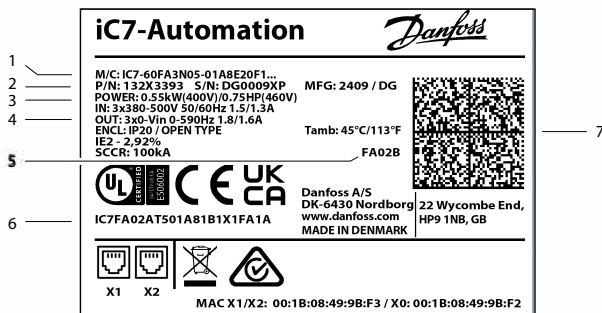 iC7-Automation
Danfoss
1
M/C: IC7-60FA3N05-01A8E20F1...
2
P/N: 132X3393 S/N: DG0009XP MFG: 2409 / DG
3
POWER: 0.55kW(400V)/0.75HP(460V)
IN: 3x380-500V 50/60Hz 1.5/1.3A
4
OUT: 3x0-Vin 0-590Hz 1.8/1.6A
ENCL: IP20 / OPEN TYPE Tamb: 45°C/113°F
7
IE2 - 2,92%
5
SCCR: 100kA FA02B
UL CERTIFIED E506002 CE UK CA
Danfoss A/S
DK-6430 Nordborg
www.danfoss.com
MADE IN DENMARK
22 Wycombe End,
HP9 1NB, GB
6
IC7FA02AT501A81B1X1FA1A
X1 X2
MAC X1/X2: 00:1B:08:49:9B:F3 / X0: 00:1B:08:49:9B:F2